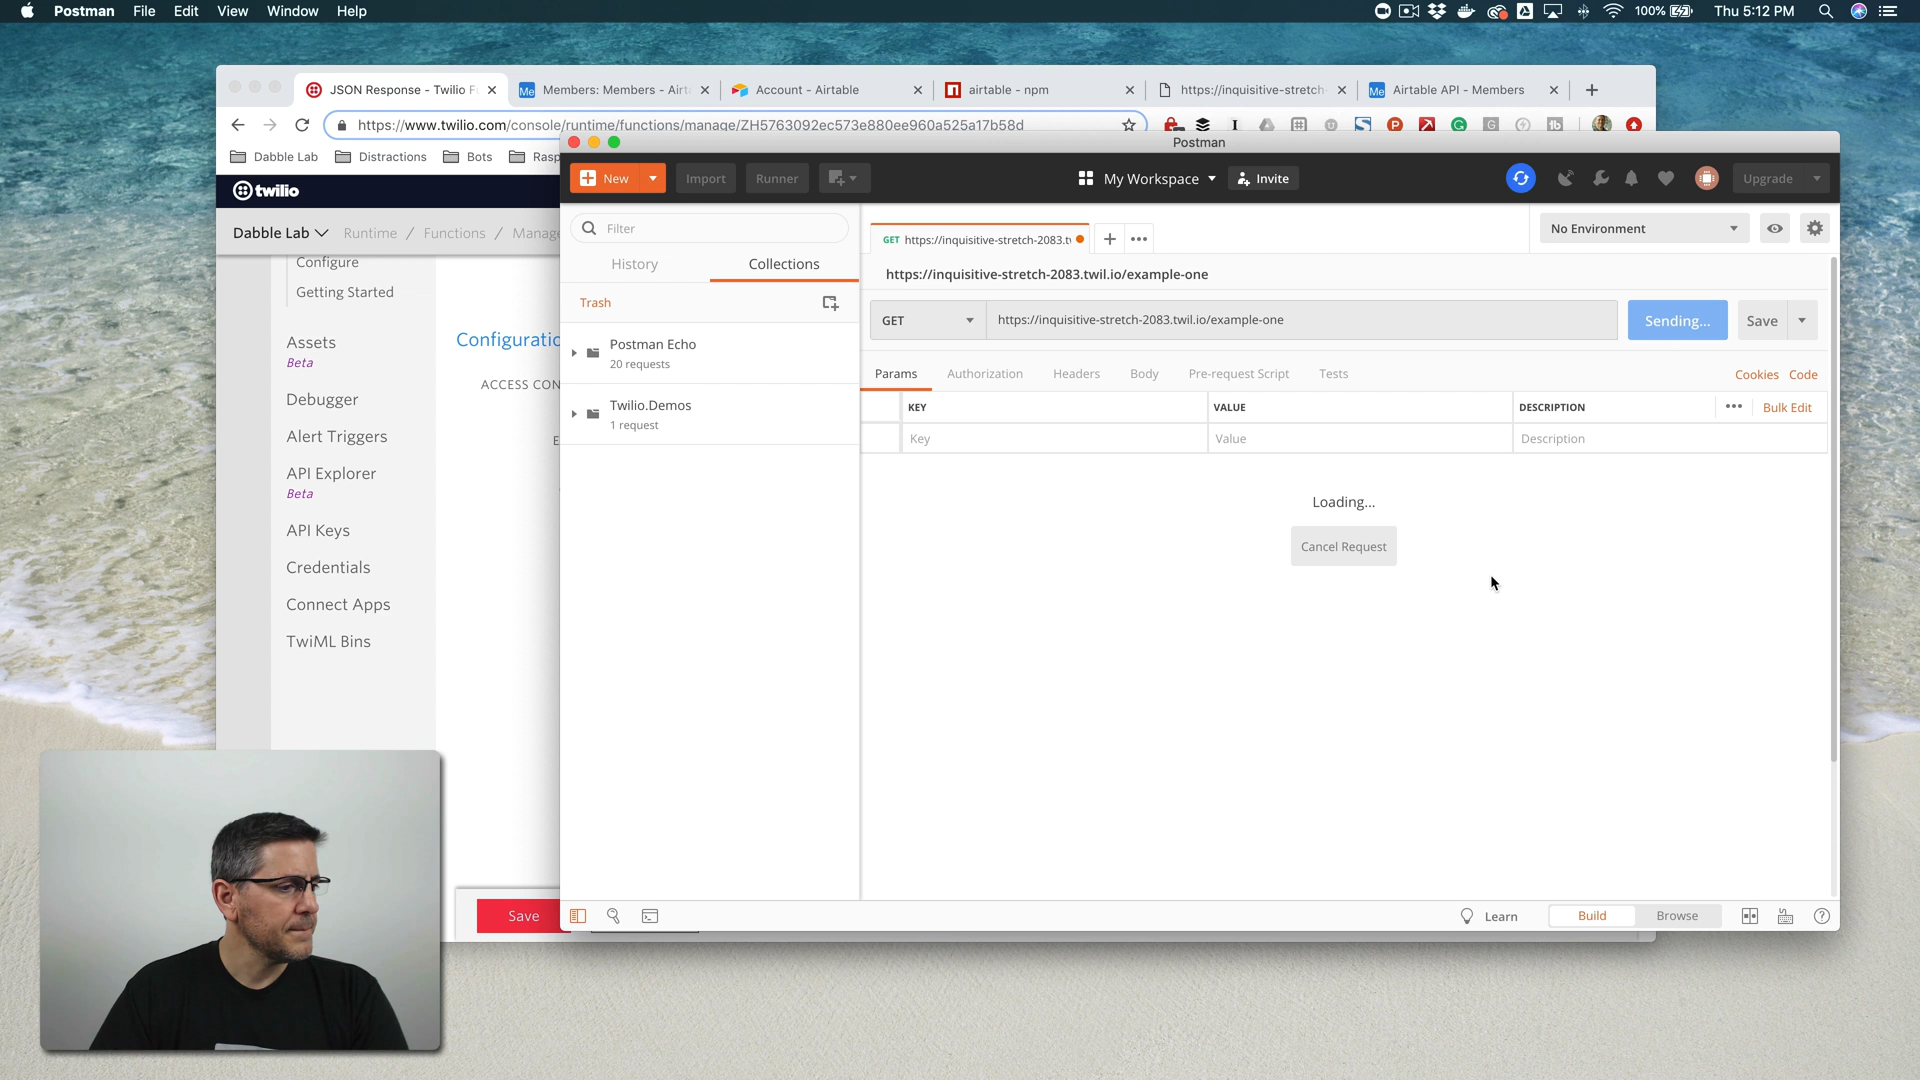 Postman File Edit View Window Help
100% Thu 5:12 PM
JSON Response - Twilio F
Members: Members - Airt
Account - Airtable
airtable - npm
https://inquisitive-stretch-
Airtable API - Members
https://www.twilio.com/console/runtime/functions/manage/ZH5763092ec573e880ee960a525a17b58d
Dabble Lab Distractions Bots Rasp
Postman
New Import Runner
My Workspace Invite
Upgrade
twilio
Dabble Lab Runtime / Functions / Manage
Filter
History Collections
Trash
Postman Echo
20 requests
Twilio.Demos
1 request
GET https://inquisitive-stretch-2083.t
No Environment
https://inquisitive-stretch-2083.twil.io/example-one
GET https://inquisitive-stretch-2083.twil.io/example-one
Sending... Save
Params Authorization Headers Body Pre-request Script Tests
Cookies Code
KEY VALUE DESCRIPTION Bulk Edit
Key Value Description
Loading...
Cancel Request
Configure
Getting Started
Assets
Beta
Debugger
Alert Triggers
API Explorer
Beta
API Keys
Credentials
Connect Apps
TwiML Bins
Configuratio
ACCESS CON
E
Save
Learn Build Browse